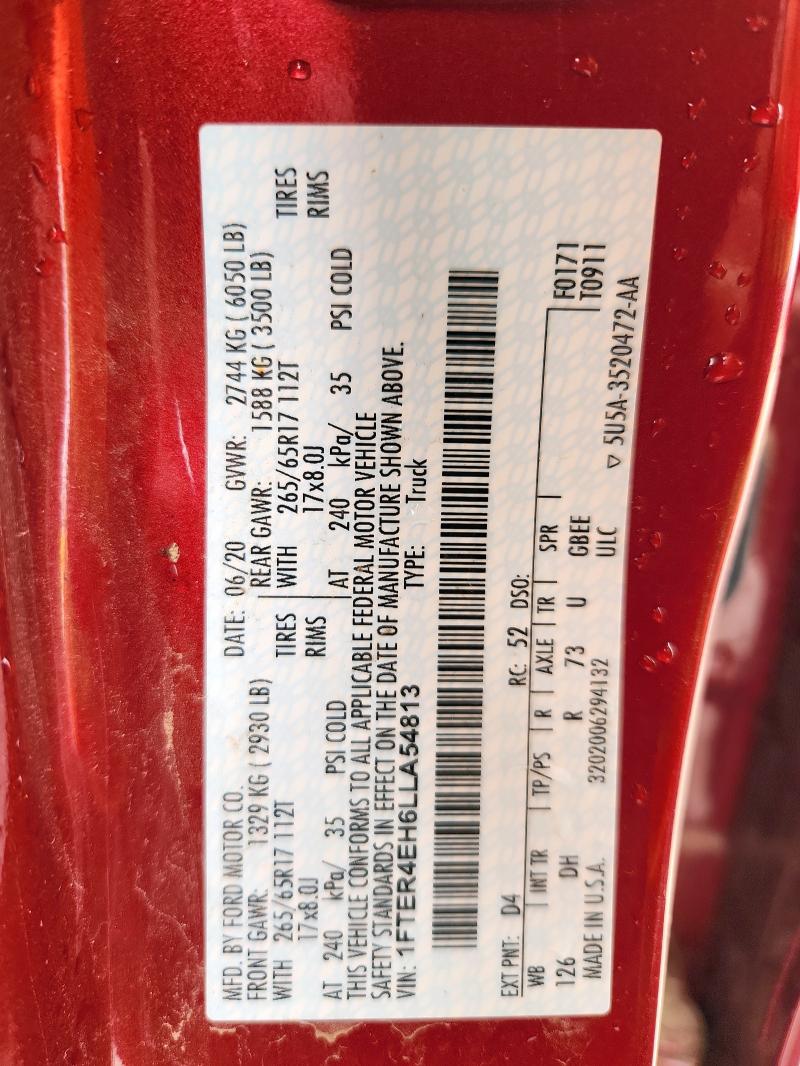 MFD. BY FORD MOTOR CO. DATE: 06/20 GVWR: 2744 KG ( 6050 LB)
FRONT GAWR: 1329 KG ( 2930 LB) REAR GAWR: 1588 KG ( 3500 LB)
WITH 265/65R17 112T TIRES WITH 265/65R17 112T TIRES
17x8.0J RIMS 17x8.0J RIMS
AT 240 kPa/ 35 PSI COLD AT 240 kPa/ 35 PSI COLD
THIS VEHICLE CONFORMS TO ALL APPLICABLE FEDERAL MOTOR VEHICLE
SAFETY STANDARDS IN EFFECT ON THE DATE OF MANUFACTURE SHOWN ABOVE.
VIN: 1FTER4EH6LLA54813 TYPE: Truck
EXT PNT: D4 RC: 52 DSO:
WB INT TR TP/PS R AXLE TR SPR F0171
126 DH R 73 U GBEE T0911
MADE IN U.S.A. 3202006294132 ULC
▽ 5U5A-3520472-AA